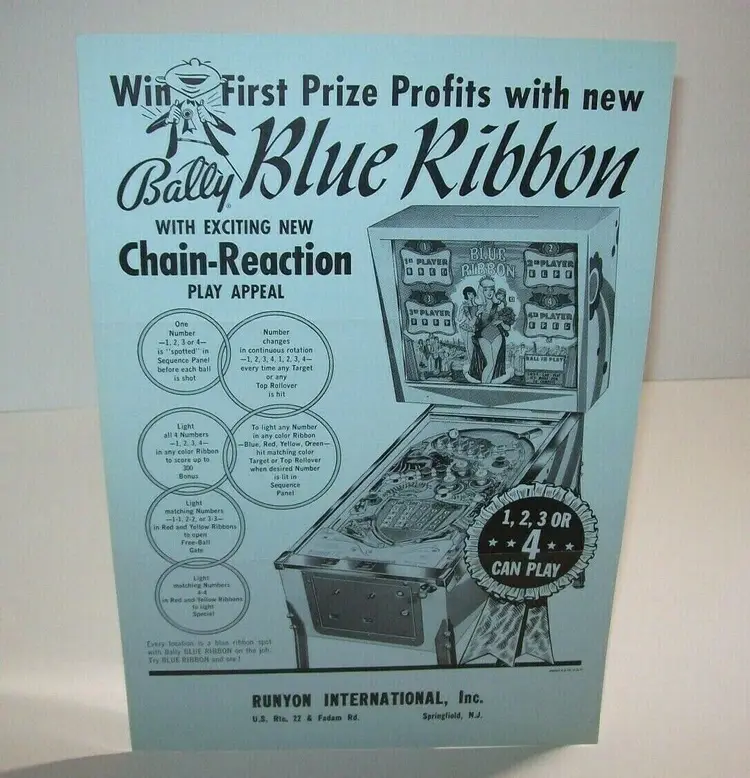 Win First Prize Profits with new
Bally Blue Ribbon
WITH EXCITING NEW
Chain-Reaction
PLAY APPEAL
One
Number
—1, 2, 3 or 4—
is "spotted" in
Sequence Panel
before each ball
is shot
Number
changes
in continuous rotation
—1, 2, 3, 4, 1, 2, 3, 4—
every time any Target
or any
Top Rollover
is hit
Light
all 4 Numbers
—1, 2, 3, 4—
in any color Ribbon
to score up to
300
Bonus
To light any Number
in any color Ribbon
—Blue, Red, Yellow, Green—
hit matching color
Target or Top Rollover
when desired Number
is lit in
Sequence
Panel
Light
matching Numbers
—1-1, 2-2, or 3-3—
in Red and Yellow Ribbons
to open
Free-Ball
Gate
Light
matching Numbers
4-4
in Red and Yellow Ribbons
to light
Special
Every location is a blue ribbon spot
with Bally BLUE RIBBON on the job.
Try BLUE RIBBON and see!
BLUE
RIBBON
1
1ST PLAYER
2
2ND PLAYER
3
3RD PLAYER
4
4TH PLAYER
BALL IN PLAY
1, 2, 3 OR
4
CAN PLAY
RUNYON INTERNATIONAL, Inc.
U.S. Rte. 22 & Fadem Rd. Springfield, N.J.